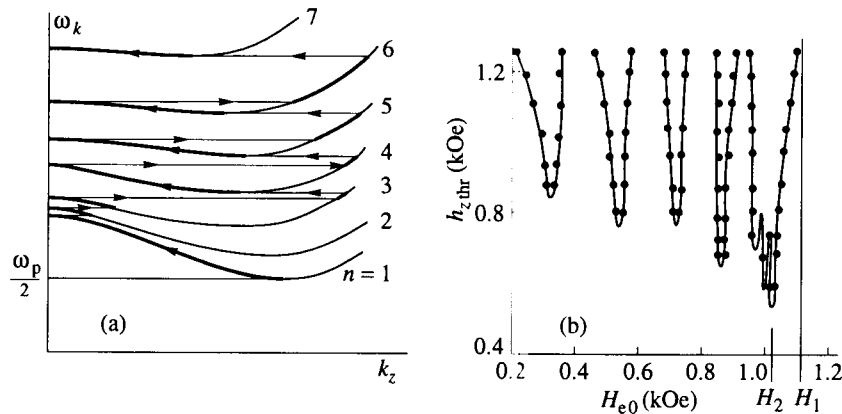 ω_k
7
6
5
4
3
2
n = 1
ω_p
2
(a)
k_z
h_z thr (kOe)
1.2
0.8
0.4
(b)
0.2 0.4 0.6 0.8 1.0 1.2
H_e0 (kOe)
H_2 H_1